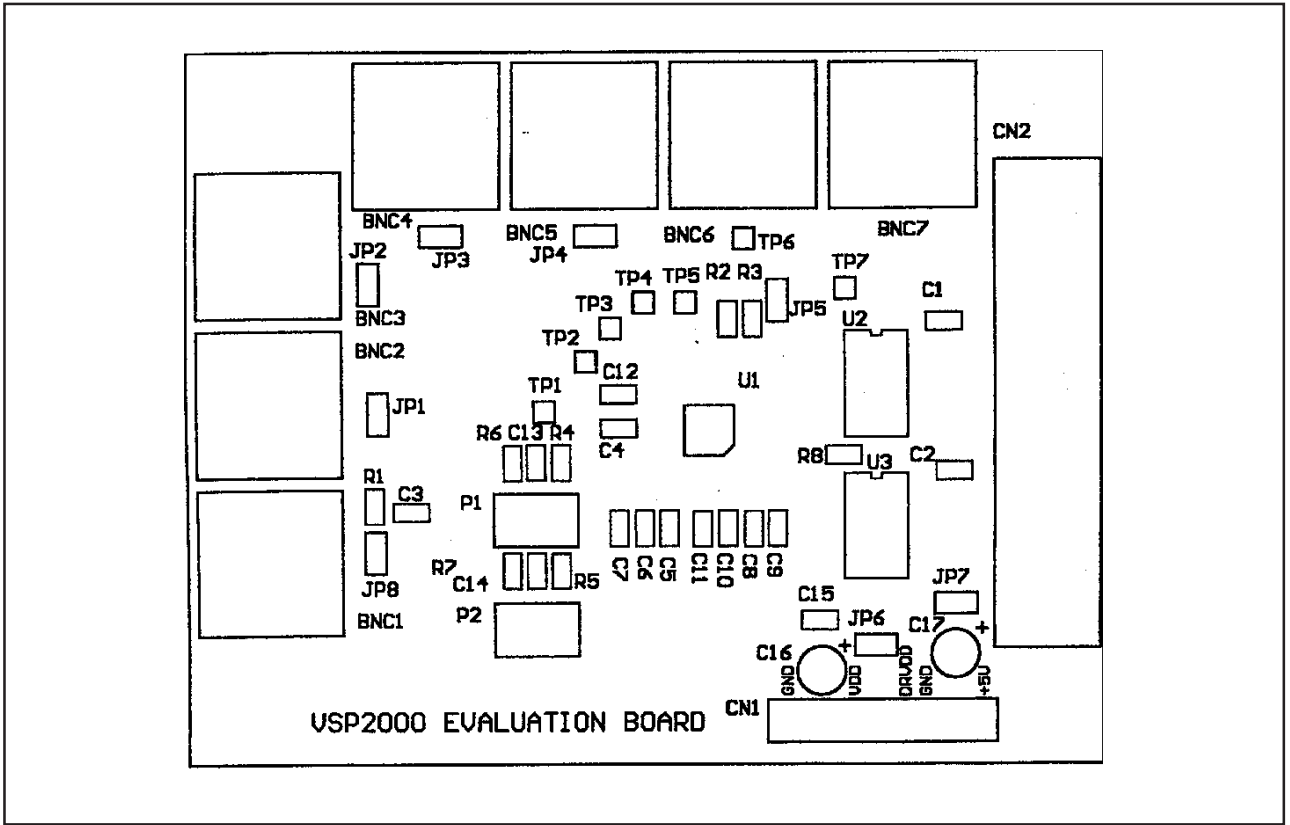 CN2
BNC4
BNC5
BNC6
BNC7
JP2
JP3
JP4
TP6
TP4
TP5
R2
R3
TP7
C1
BNC3
TP3
JP5
U2
BNC2
TP2
C12
U1
TP1
JP1
R6
C13
R4
C4
R8
U3
C2
R1
C3
P1
C7
C6
C5
C11
C10
C8
C9
R7
C14
R5
JP8
JP7
C15
P2
BNC1
JP6
C17
+
C16
+
GND
VDD
DRVDD
GND
+5V
CN1
VSP2000 EVALUATION BOARD